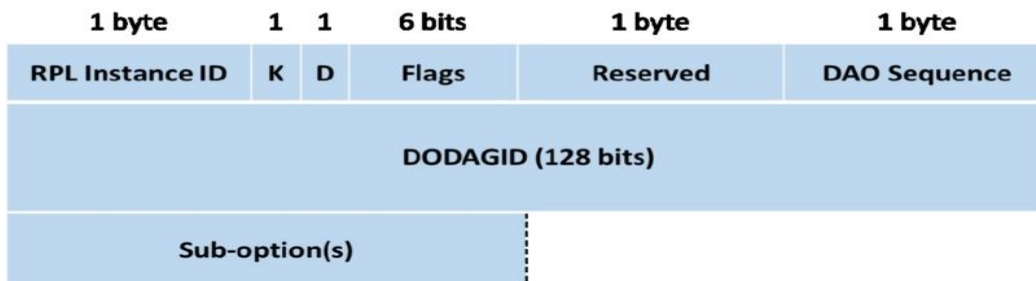 1 byte 1 1 6 bits 1 byte 1 byte
RPL Instance ID K D Flags Reserved DAO Sequence
DODAGID (128 bits)
Sub-option(s)